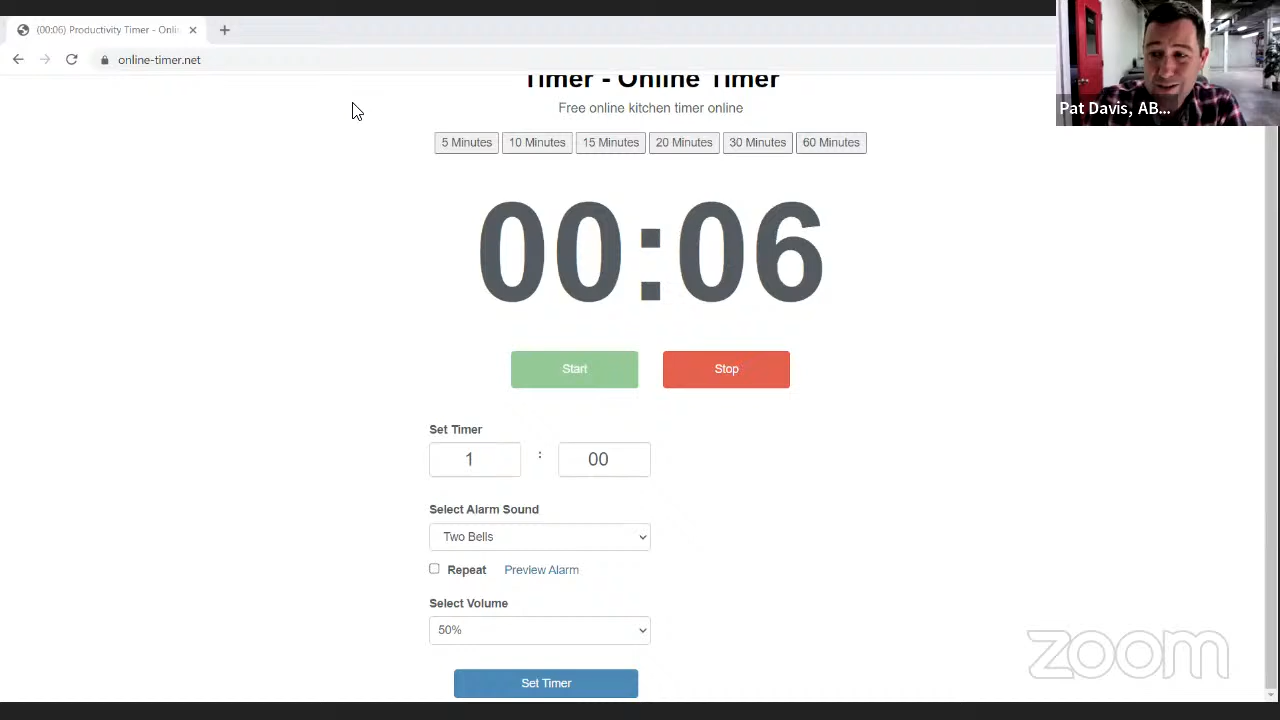 (00:06) Productivity Timer - Onli
online-timer.net
Timer - Online Timer
Free online kitchen timer online
5 Minutes 10 Minutes 15 Minutes 20 Minutes 30 Minutes 60 Minutes
00:06
Start Stop
Set Timer
1 : 00
Select Alarm Sound
Two Bells
Repeat Preview Alarm
Select Volume
50%
Set Timer
Pat Davis, AB...
zoom